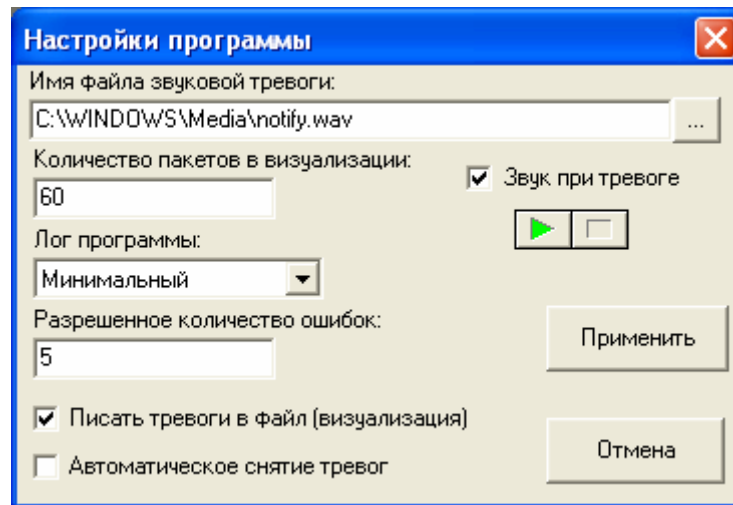 Настройки программы
Имя файла звуковой тревоги:
C:\WINDOWS\Media\notify.wav
...
Количество пакетов в визуализации:
60
Звук при тревоге
Лог программы:
Минимальный
Разрешенное количество ошибок:
5
Применить
Писать тревоги в файл (визуализация)
Автоматическое снятие тревог
Отмена